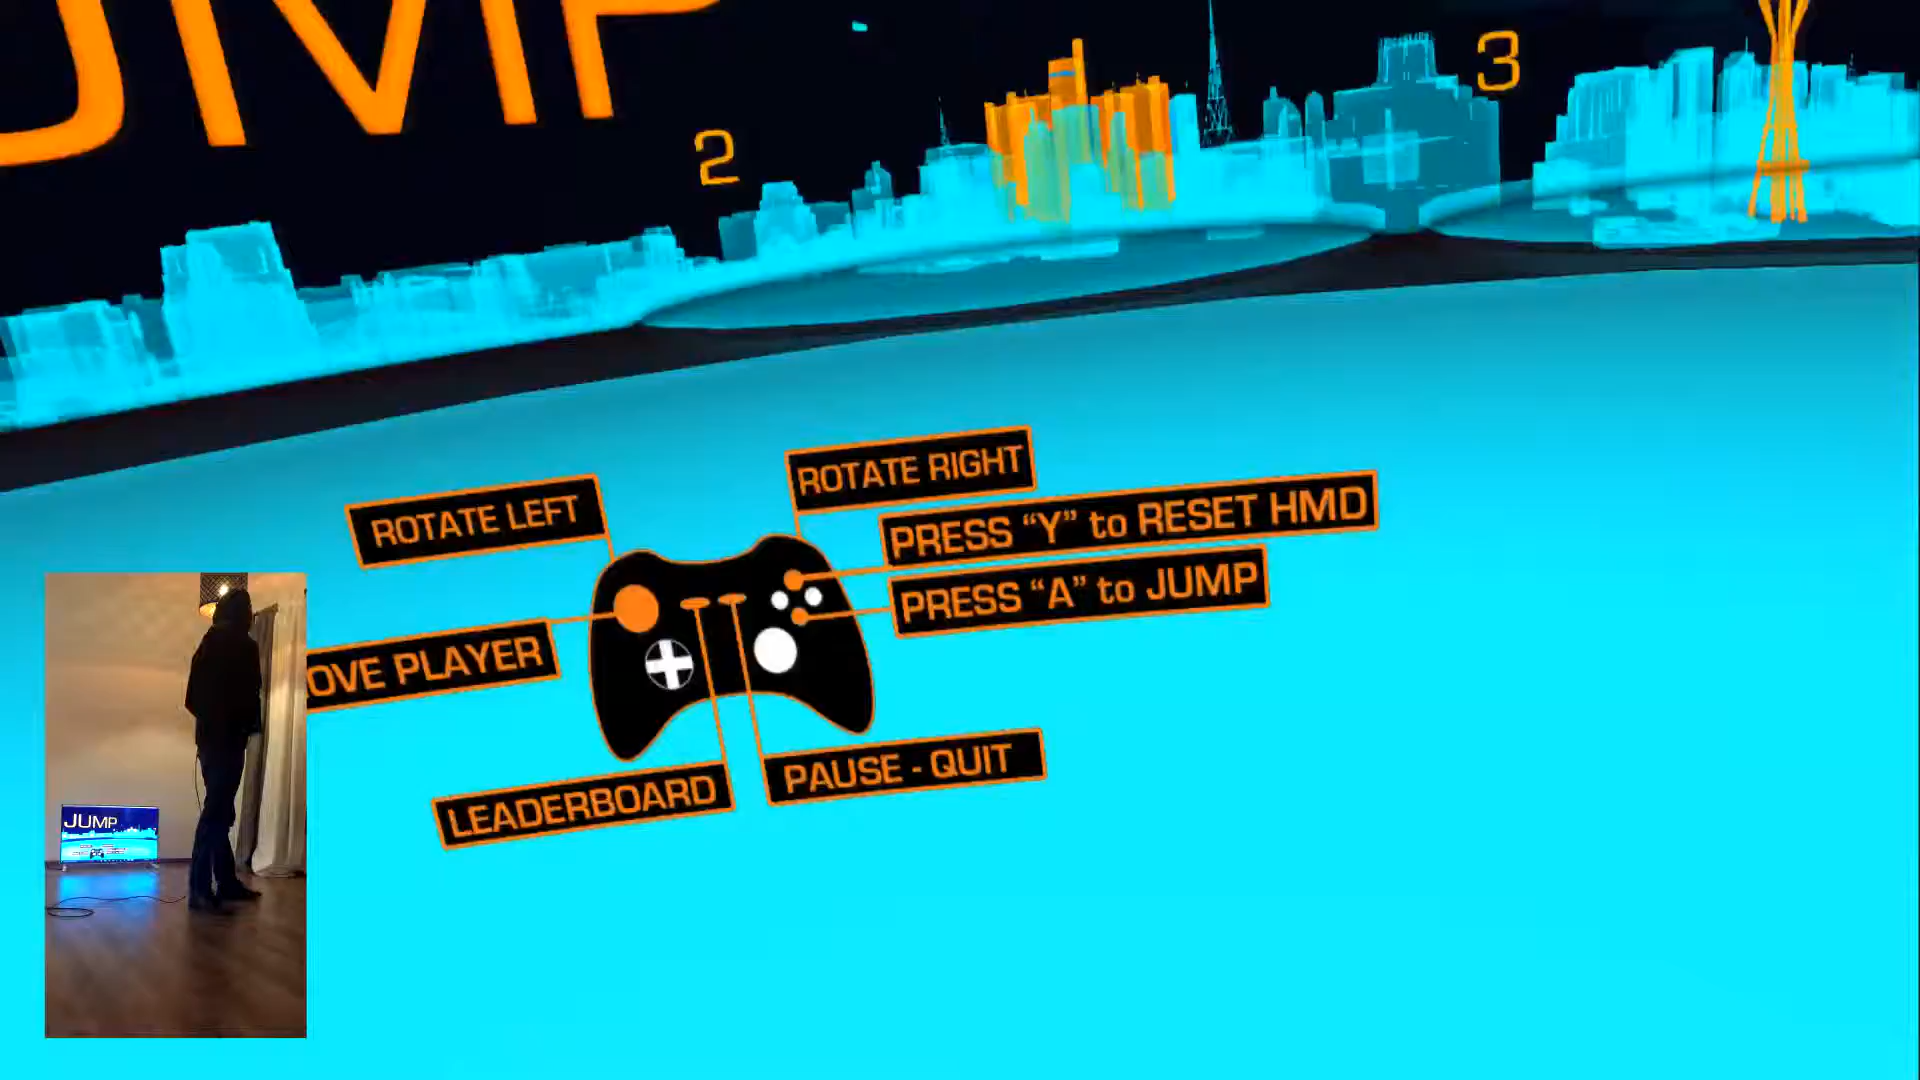 UMP
2
3
ROTATE LEFT
ROTATE RIGHT
PRESS “Y” to RESET HMD
PRESS “A” to JUMP
OVE PLAYER
LEADERBOARD
PAUSE - QUIT
JUMP